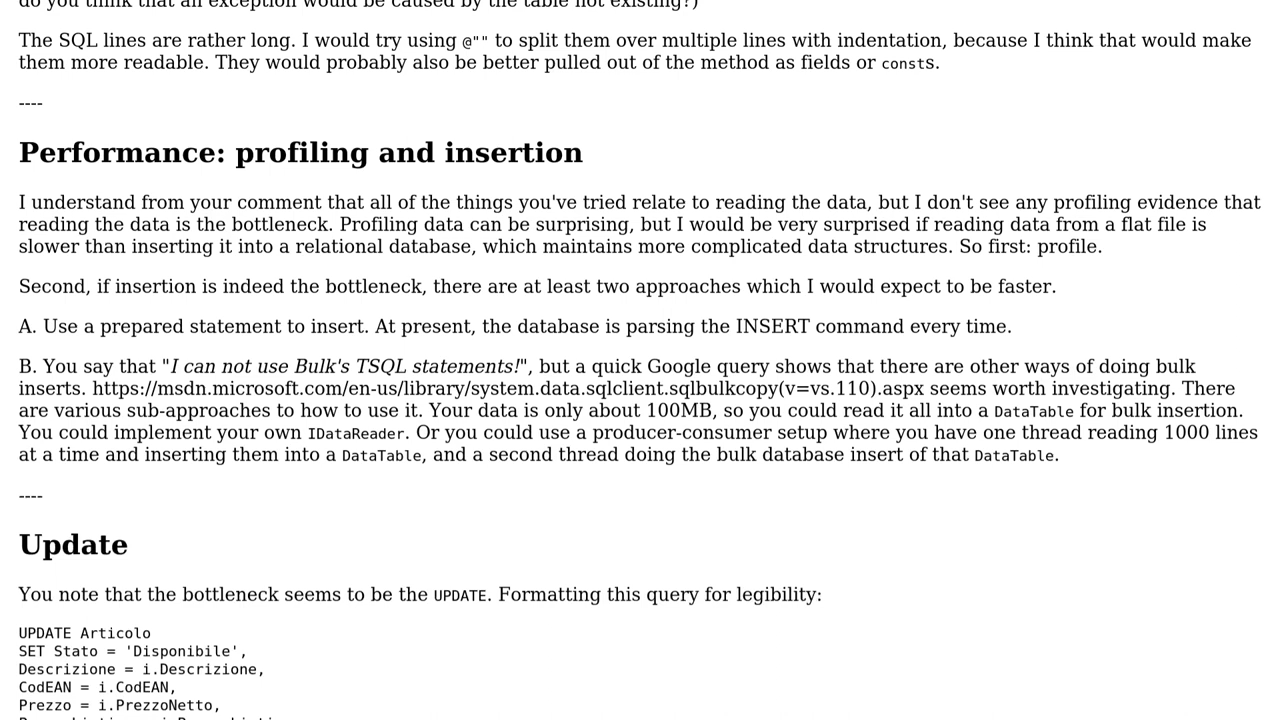 do you think that an exception would be caused by the table not existing?)
The SQL lines are rather long. I would try using @"" to split them over multiple lines with indentation, because I think that would make
them more readable. They would probably also be better pulled out of the method as fields or consts.
----
Performance: profiling and insertion
I understand from your comment that all of the things you've tried relate to reading the data, but I don't see any profiling evidence that
reading the data is the bottleneck. Profiling data can be surprising, but I would be very surprised if reading data from a flat file is
slower than inserting it into a relational database, which maintains more complicated data structures. So first: profile.
Second, if insertion is indeed the bottleneck, there are at least two approaches which I would expect to be faster.
A. Use a prepared statement to insert. At present, the database is parsing the INSERT command every time.
B. You say that "I can not use Bulk's TSQL statements!", but a quick Google query shows that there are other ways of doing bulk
inserts. https://msdn.microsoft.com/en-us/library/system.data.sqlclient.sqlbulkcopy(v=vs.110).aspx seems worth investigating. There
are various sub-approaches to how to use it. Your data is only about 100MB, so you could read it all into a DataTable for bulk insertion.
You could implement your own IDataReader. Or you could use a producer-consumer setup where you have one thread reading 1000 lines
at a time and inserting them into a DataTable, and a second thread doing the bulk database insert of that DataTable.
----
Update
You note that the bottleneck seems to be the UPDATE. Formatting this query for legibility:
UPDATE Articolo
SET Stato = 'Disponibile',
Descrizione = i.Descrizione,
CodEAN = i.CodEAN,
Prezzo = i.PrezzoNetto,